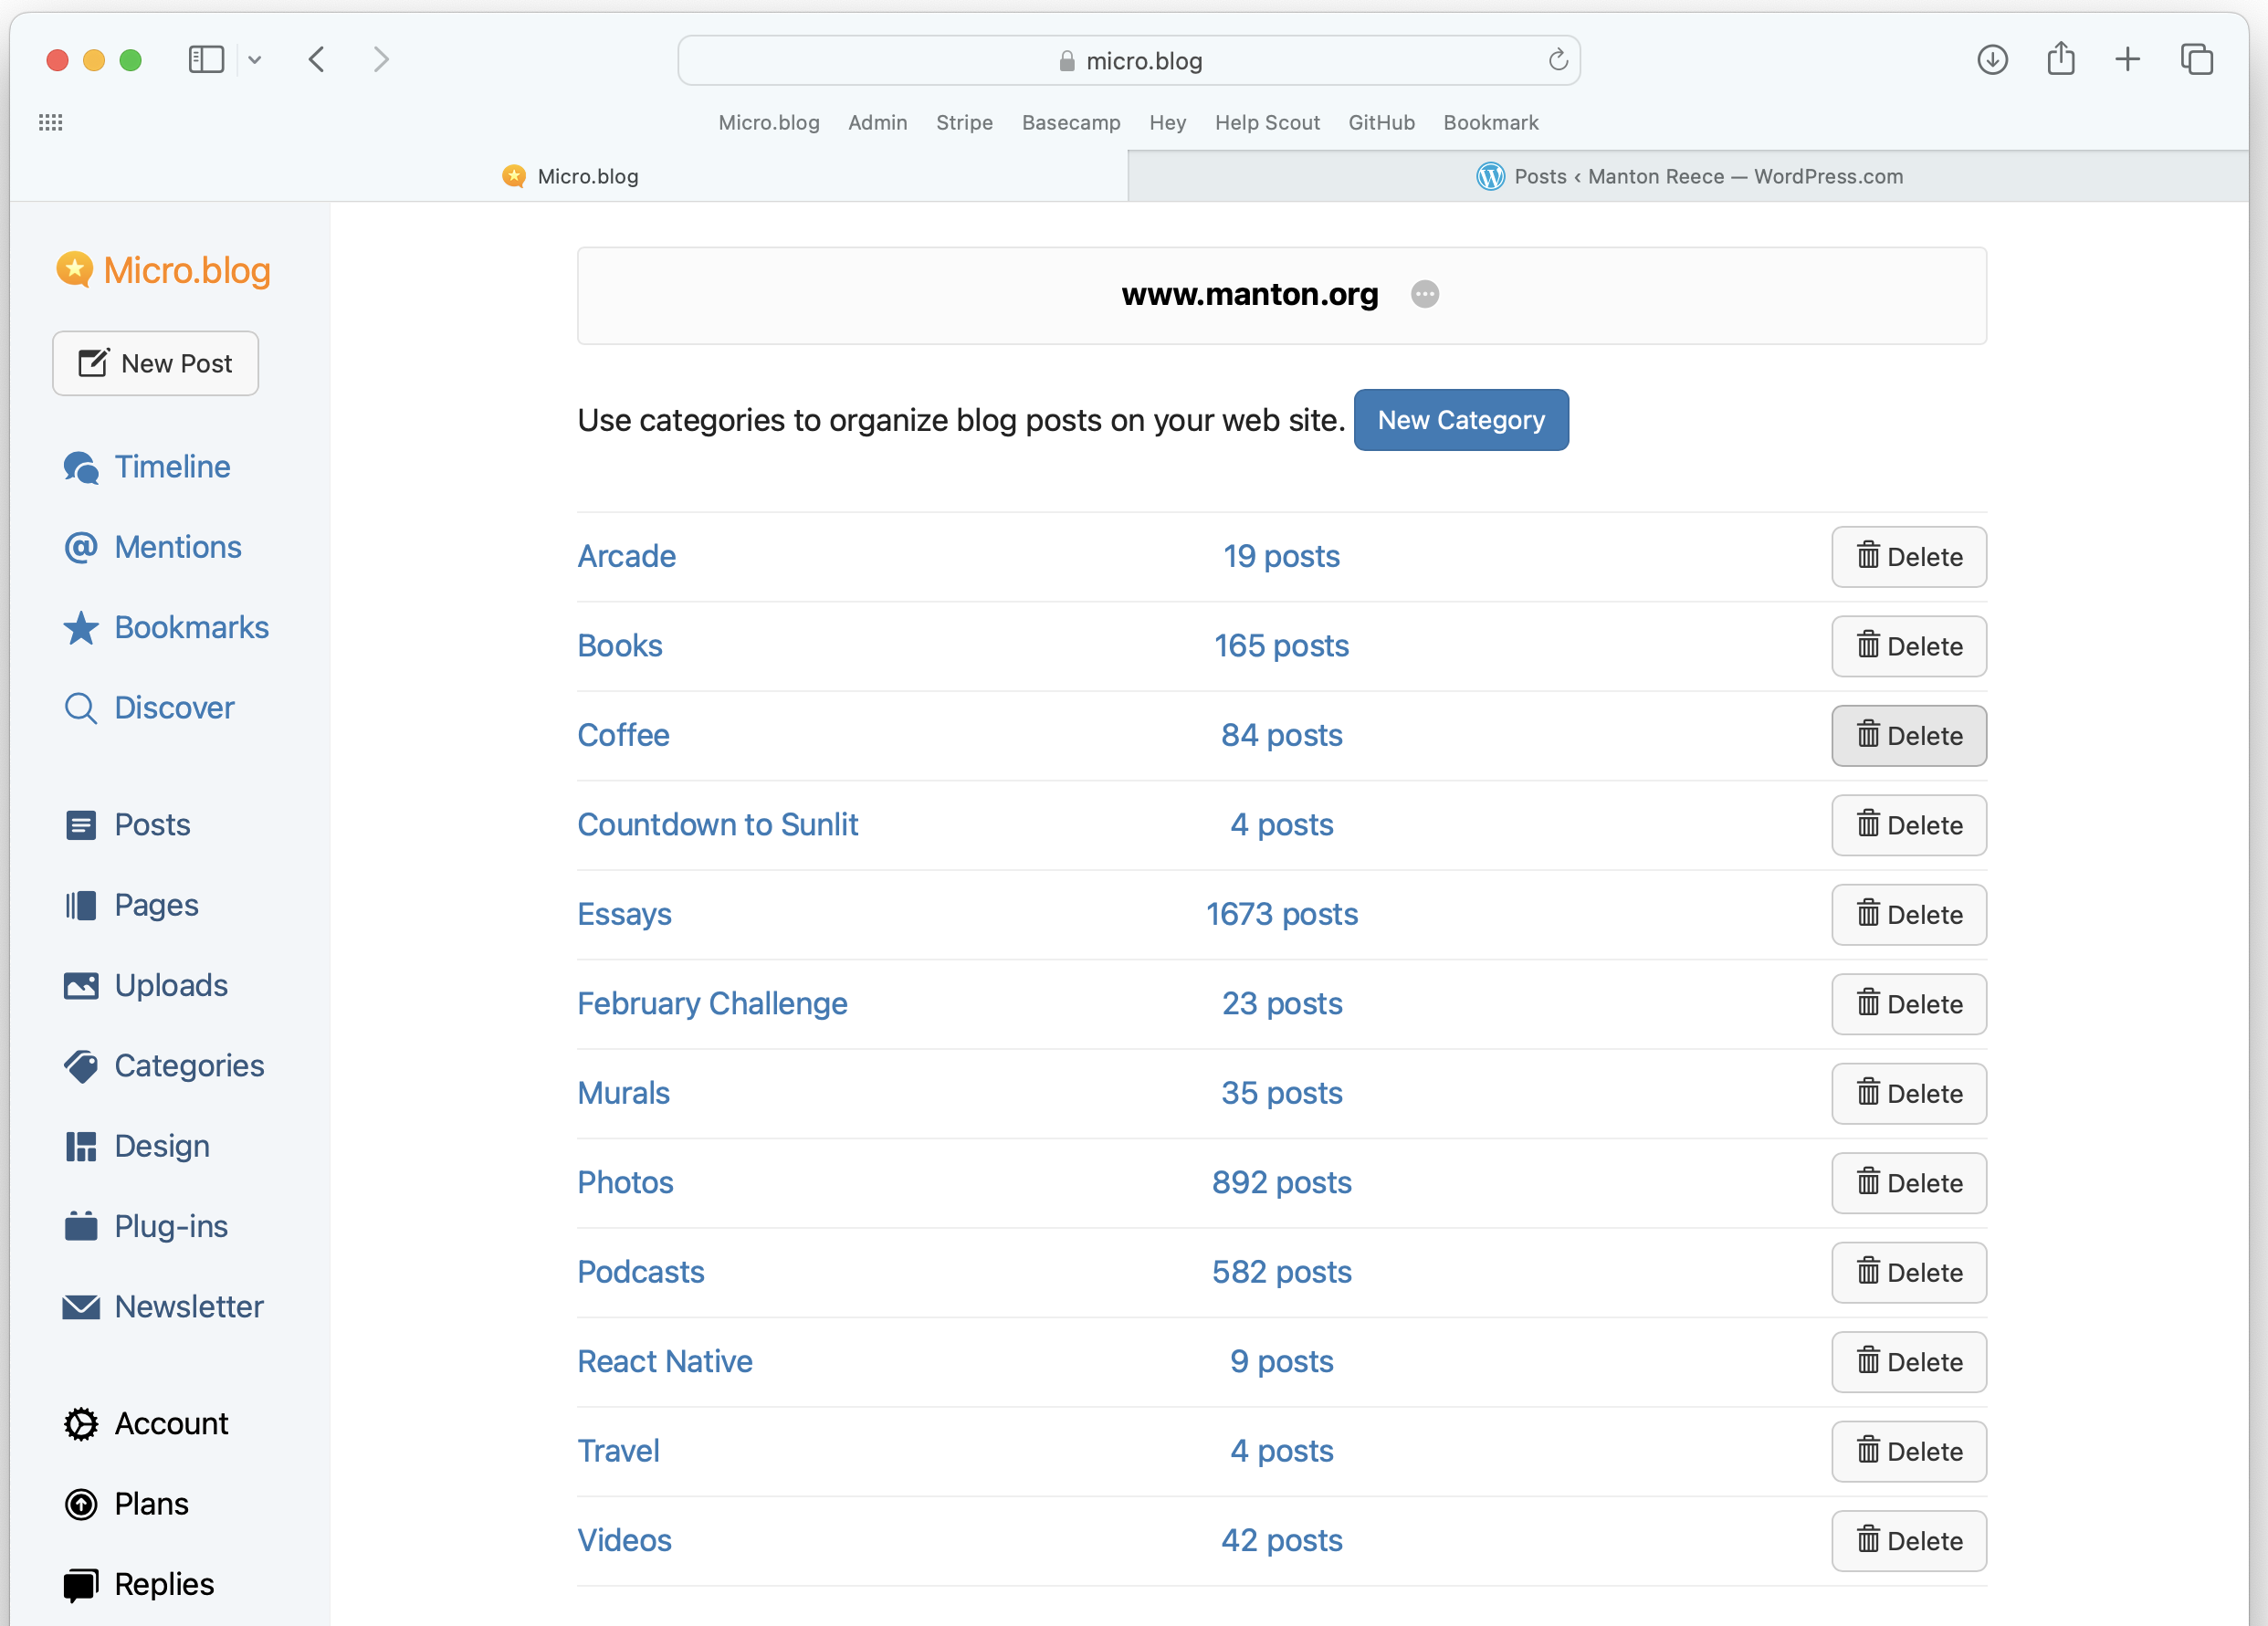 micro.blog
Micro.blog Admin Stripe Basecamp Hey Help Scout GitHub Bookmark
Micro.blog
Posts ‹ Manton Reece — WordPress.com
Micro.blog
New Post
Timeline
@ Mentions
Bookmarks
Discover
Posts
Pages
Uploads
Categories
Design
Plug-ins
Newsletter
Account
Plans
Replies
www.manton.org
Use categories to organize blog posts on your web site. New Category
Arcade 19 posts Delete
Books 165 posts Delete
Coffee 84 posts Delete
Countdown to Sunlit 4 posts Delete
Essays 1673 posts Delete
February Challenge 23 posts Delete
Murals 35 posts Delete
Photos 892 posts Delete
Podcasts 582 posts Delete
React Native 9 posts Delete
Travel 4 posts Delete
Videos 42 posts Delete